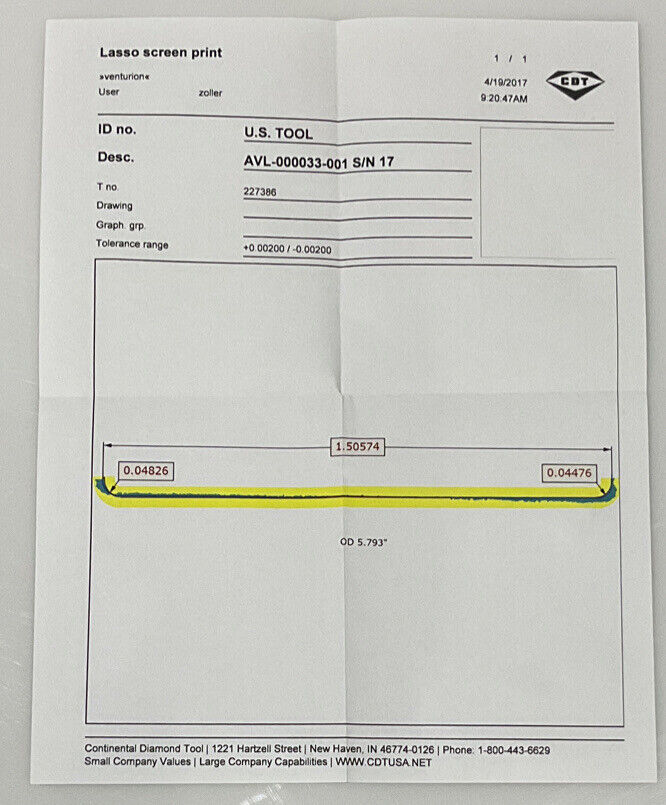 Lasso screen print
»venturion«
User zoller
1 / 1
4/19/2017
9:20:47AM
CDT
ID no. U.S. TOOL
Desc. AVL-000033-001 S/N 17
T no. 227386
Drawing
Graph. grp.
Tolerance range +0.00200 / -0.00200
1.50574
0.04826 0.04476
OD 5.793"
Continental Diamond Tool | 1221 Hartzell Street | New Haven, IN 46774-0126 | Phone: 1-800-443-6629
Small Company Values | Large Company Capabilities | WWW.CDTUSA.NET